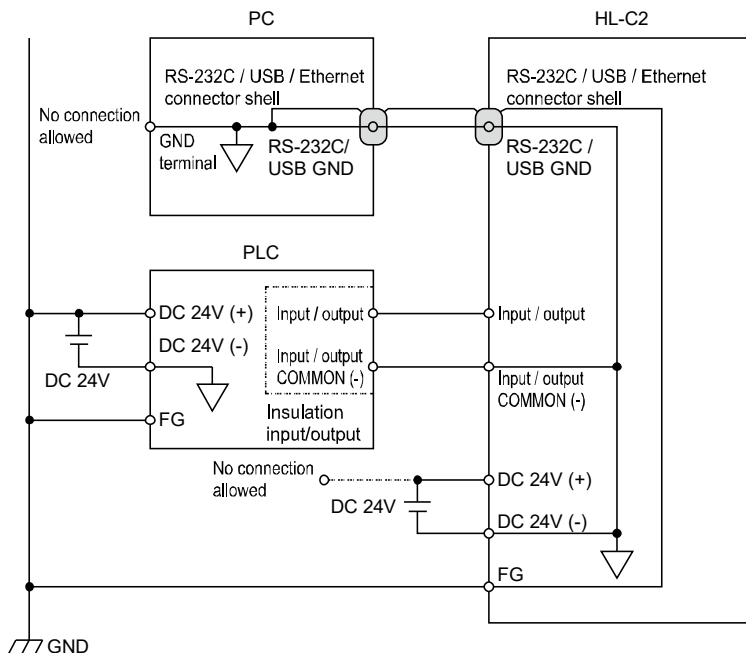 PC
HL-C2
RS-232C / USB / Ethernet
connector shell
RS-232C / USB / Ethernet
connector shell
No connection
allowed
GND
terminal
RS-232C/
USB GND
RS-232C /
USB GND
PLC
DC 24V (+)
Input / output
Input / output
DC 24V (-)
DC 24V
Input / output
COMMON (-)
Input / output
COMMON (-)
FG
Insulation
input/output
No connection
allowed
DC 24V
DC 24V (+)
DC 24V (-)
FG
GND